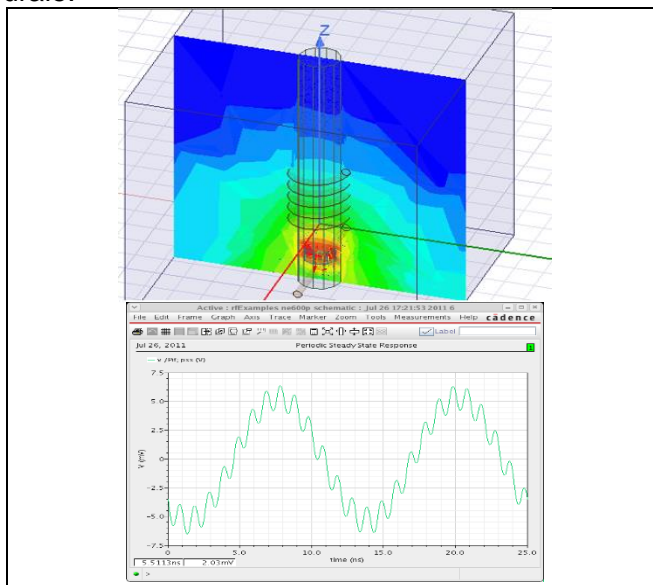 Z
Active : rfExamples ne600p schematic : Jul 26 17:21:53 2011 6
File Edit Frame Graph Axis Trace Marker Zoom Tools Measurements Help cādence
Label
Jul 26, 2011 Periodic Steady State Response 1
7.5
5.0
2.5
0
-2.5
-5.0
-7.5
V (mV)
0 5.0 10.0 15.0 20.0 25.0
time (ns)
5.5113ns 2.03mV
>